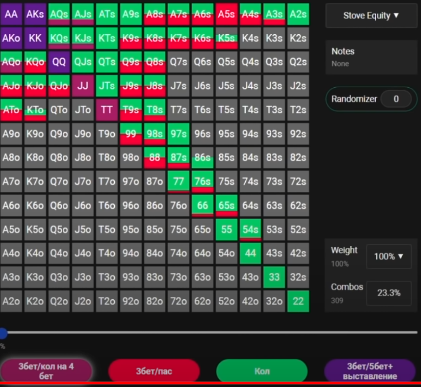 AA AKs AQs AJs ATs A9s A8s A7s A6s A5s A4s A3s A2s
AKo KK KQs KJs KTs K9s K8s K7s K6s K5s K4s K3s K2s
AQo KQo QQ QJs QTs Q9s Q8s Q7s Q6s Q5s Q4s Q3s Q2s
AJo KJo QJo JJ JTs J9s J8s J7s J6s J5s J4s J3s J2s
ATo KTo QTo JTo TT T9s T8s T7s T6s T5s T4s T3s T2s
A9o K9o Q9o J9o T9o 99 98s 97s 96s 95s 94s 93s 92s
A8o K8o Q8o J8o T8o 98o 88 87s 86s 85s 84s 83s 82s
A7o K7o Q7o J7o T7o 97o 87o 77 76s 75s 74s 73s 72s
A6o K6o Q6o J6o T6o 96o 86o 76o 66 65s 64s 63s 62s
A5o K5o Q5o J5o T5o 95o 85o 75o 65o 55 54s 53s 52s
A4o K4o Q4o J4o T4o 94o 84o 74o 64o 54o 44 43s 42s
A3o K3o Q3o J3o T3o 93o 83o 73o 63o 53o 43o 33 32s
A2o K2o Q2o J2o T2o 92o 82o 72o 62o 52o 42o 32o 22
Stove Equity ▼
Notes
None
Randomizer 0
Weight
100%
100% ▼
Combos
309
23.3%
%
3бет/кол на 4
бет
3бет/пас
Кол
3бет/5бет+
выставление